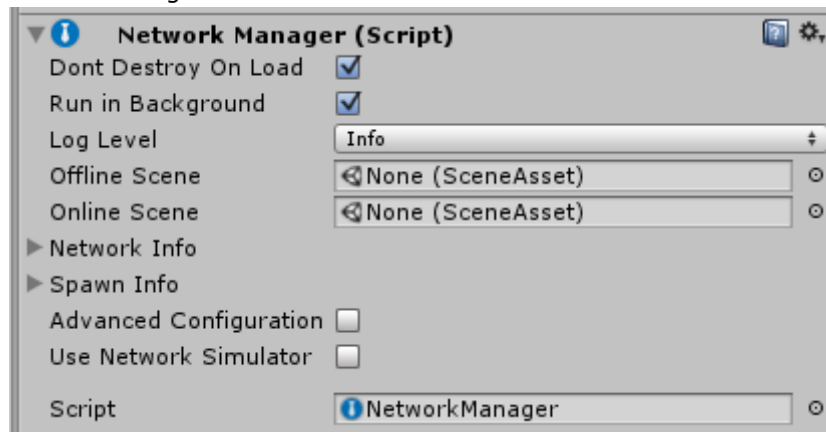 Network Manager (Script)
Dont Destroy On Load
Run in Background
Log Level Info
Offline Scene None (SceneAsset)
Online Scene None (SceneAsset)
Network Info
Spawn Info
Advanced Configuration
Use Network Simulator
Script NetworkManager